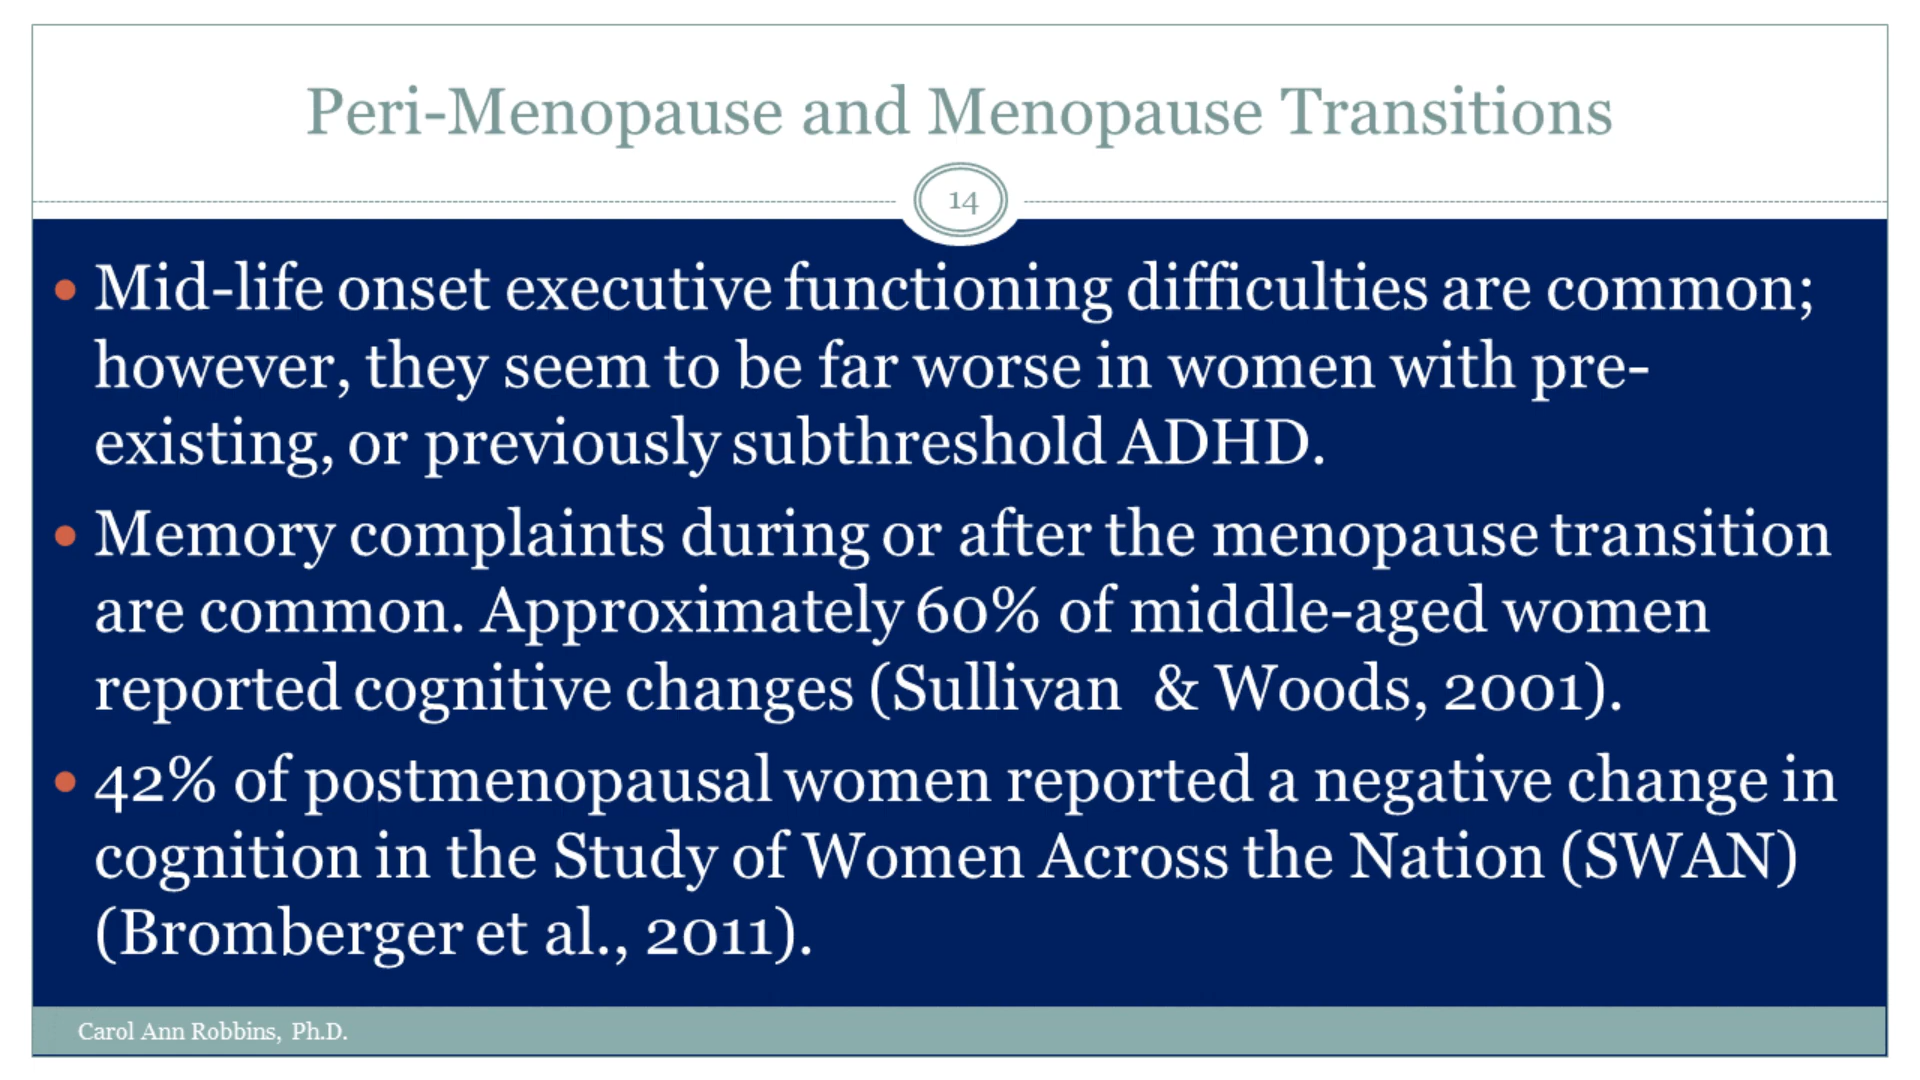 Peri-Menopause and Menopause Transitions
14
• Mid-life onset executive functioning difficulties are common;
however, they seem to be far worse in women with pre-
existing, or previously subthreshold ADHD.
• Memory complaints during or after the menopause transition
are common. Approximately 60% of middle-aged women
reported cognitive changes (Sullivan & Woods, 2001).
• 42% of postmenopausal women reported a negative change in
cognition in the Study of Women Across the Nation (SWAN)
(Bromberger et al., 2011).
Carol Ann Robbins, Ph.D.